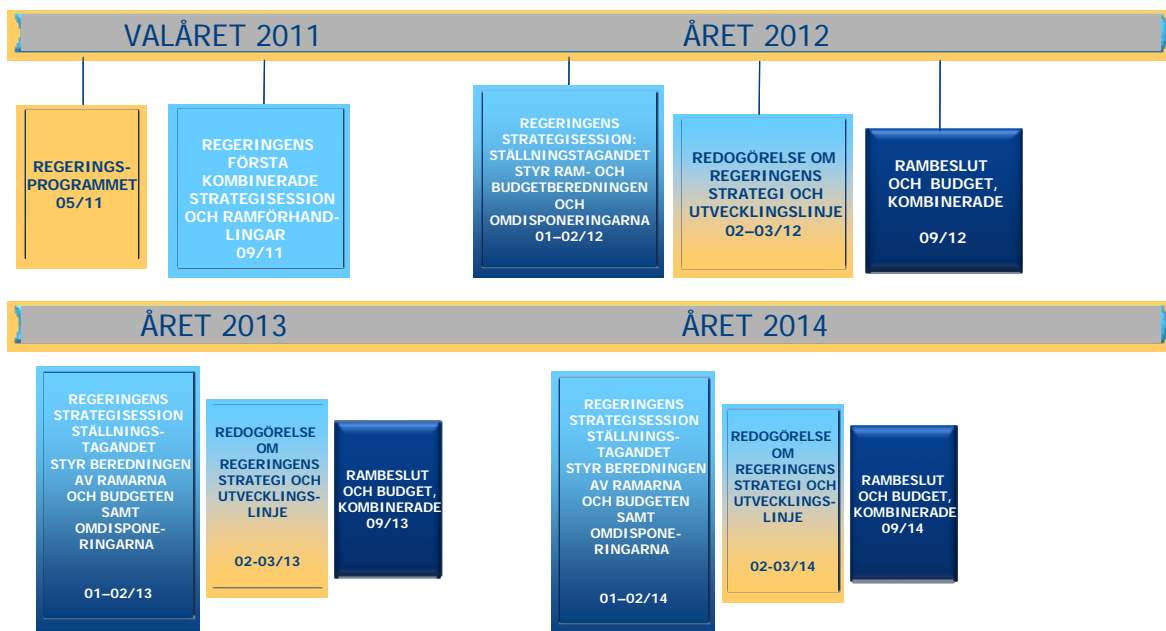 VALÅRET 2011
ÅRET 2012
REGERINGS-
PROGRAMMET
05/11
REGERINGENS
FÖRSTA
KOMBINERADE
STRATEGISESSION
OCH RAMFÖRHAND-
LINGAR
09/11
REGERINGENS
STRATEGISESSION:
STÄLLNINGSTAGANDET
STYR RAM- OCH
BUDGETBEREDNINGEN
OCH
OMDISPONERINGARNA
01–02/12
REDOGÖRELSE OM
REGERINGENS
STRATEGI OCH
UTVECKLINGSLINJE
02–03/12
RAMBESLUT
OCH BUDGET,
KOMBINERADE
09/12
ÅRET 2013
ÅRET 2014
REGERINGENS
STRATEGISESSION
STÄLLNINGS-
TAGANDET
STYR BEREDNINGEN
AV RAMARNA
OCH BUDGETEN
SAMT
OMDISPONE-
RINGARNA
01–02/13
REDOGÖRELSE
OM
REGERINGENS
STRATEGI OCH
UTVECKLINGS-
LINJE
02-03/13
RAMBESLUT
OCH BUDGET,
KOMBINERADE
09/13
REGERINGENS
STRATEGISESSION
STÄLLNINGS-
TAGANDET
STYR BEREDNINGEN
AV RAMARNA
OCH BUDGETEN
SAMT
OMDISPONE-
RINGARNA
01–02/14
REDOGÖRELSE
OM
REGERINGENS
STRATEGI OCH
UTVECKLINGS-
LINJE
02-03/14
RAMBESLUT
OCH BUDGET,
KOMBINERADE
09/14